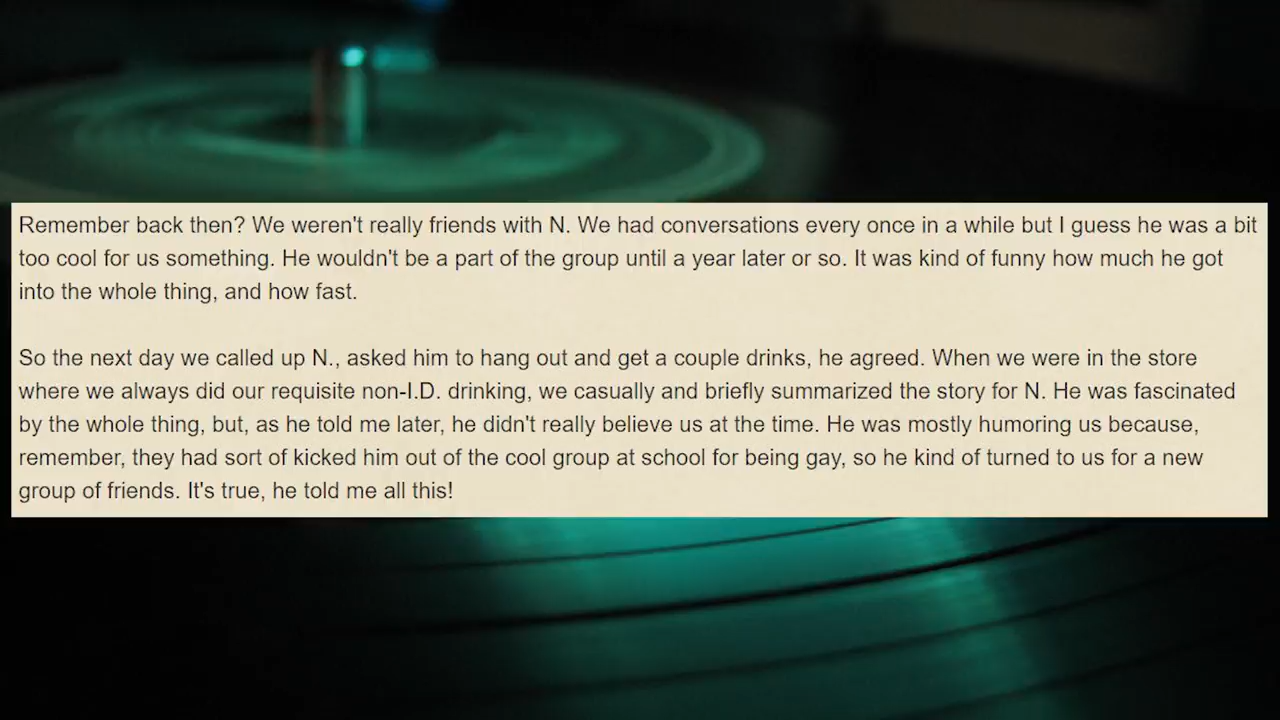 Remember back then? We weren't really friends with N. We had conversations every once in a while but I guess he was a bit
too cool for us something. He wouldn't be a part of the group until a year later or so. It was kind of funny how much he got
into the whole thing, and how fast.
So the next day we called up N., asked him to hang out and get a couple drinks, he agreed. When we were in the store
where we always did our requisite non-I.D. drinking, we casually and briefly summarized the story for N. He was fascinated
by the whole thing, but, as he told me later, he didn't really believe us at the time. He was mostly humoring us because,
remember, they had sort of kicked him out of the cool group at school for being gay, so he kind of turned to us for a new
group of friends. It's true, he told me all this!